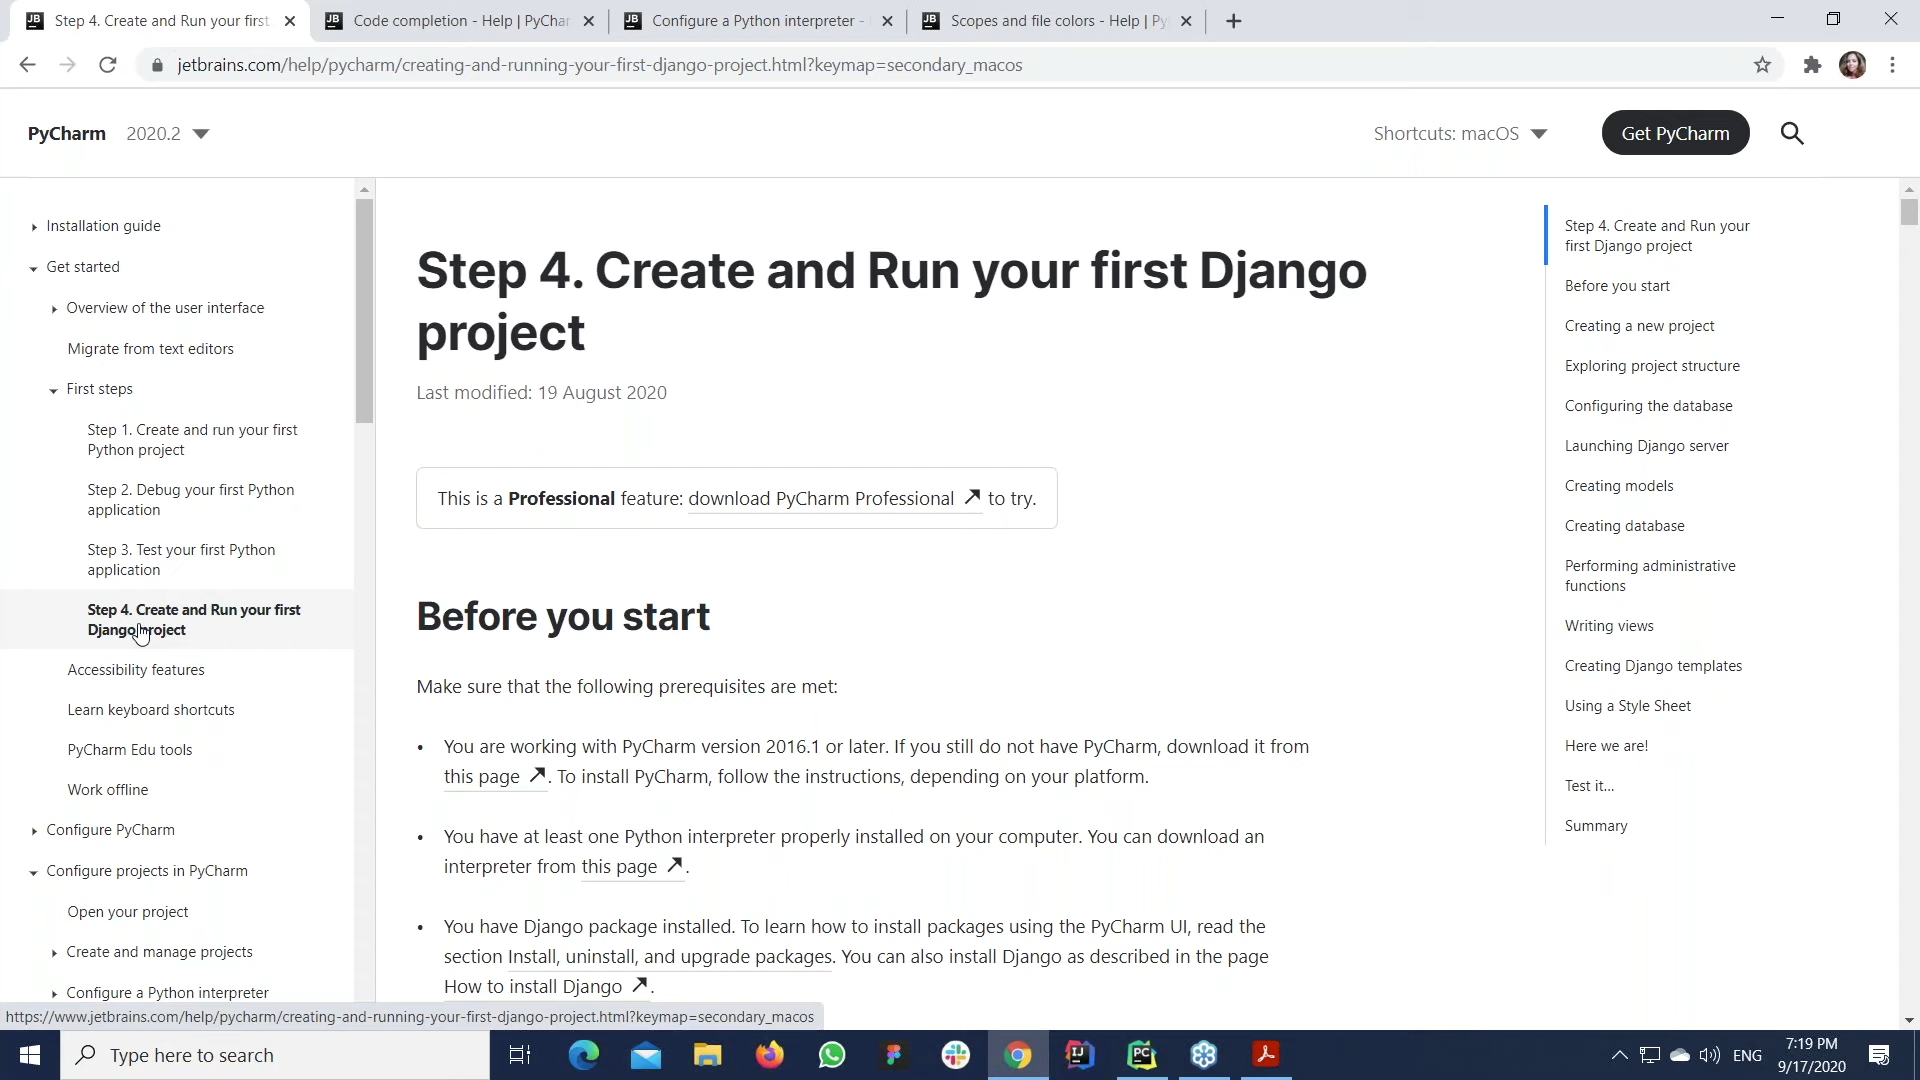 Step 4. Create and Run your first
Code completion - Help | PyChar
Configure a Python interpreter -
Scopes and file colors - Help | Py
jetbrains.com/help/pycharm/creating-and-running-your-first-django-project.html?keymap=secondary_macos
PyCharm 2020.2
Shortcuts: macOS
Get PyCharm
Installation guide
Get started
Overview of the user interface
Migrate from text editors
First steps
Step 1. Create and run your first
Python project
Step 2. Debug your first Python
application
Step 3. Test your first Python
application
Step 4. Create and Run your first
Django project
Accessibility features
Learn keyboard shortcuts
PyCharm Edu tools
Work offline
Configure PyCharm
Configure projects in PyCharm
Open your project
Create and manage projects
Configure a Python interpreter
Step 4. Create and Run your first Django
project
Last modified: 19 August 2020
This is a Professional feature: download PyCharm Professional to try.
Before you start
Make sure that the following prerequisites are met:
• You are working with PyCharm version 2016.1 or later. If you still do not have PyCharm, download it from
this page . To install PyCharm, follow the instructions, depending on your platform.
• You have at least one Python interpreter properly installed on your computer. You can download an
interpreter from this page .
• You have Django package installed. To learn how to install packages using the PyCharm UI, read the
section Install, uninstall, and upgrade packages. You can also install Django as described in the page
How to install Django .
Step 4. Create and Run your
first Django project
Before you start
Creating a new project
Exploring project structure
Configuring the database
Launching Django server
Creating models
Creating database
Performing administrative
functions
Writing views
Creating Django templates
Using a Style Sheet
Here we are!
Test it...
Summary
https://www.jetbrains.com/help/pycharm/creating-and-running-your-first-django-project.html?keymap=secondary_macos
Type here to search
ENG
7:19 PM
9/17/2020